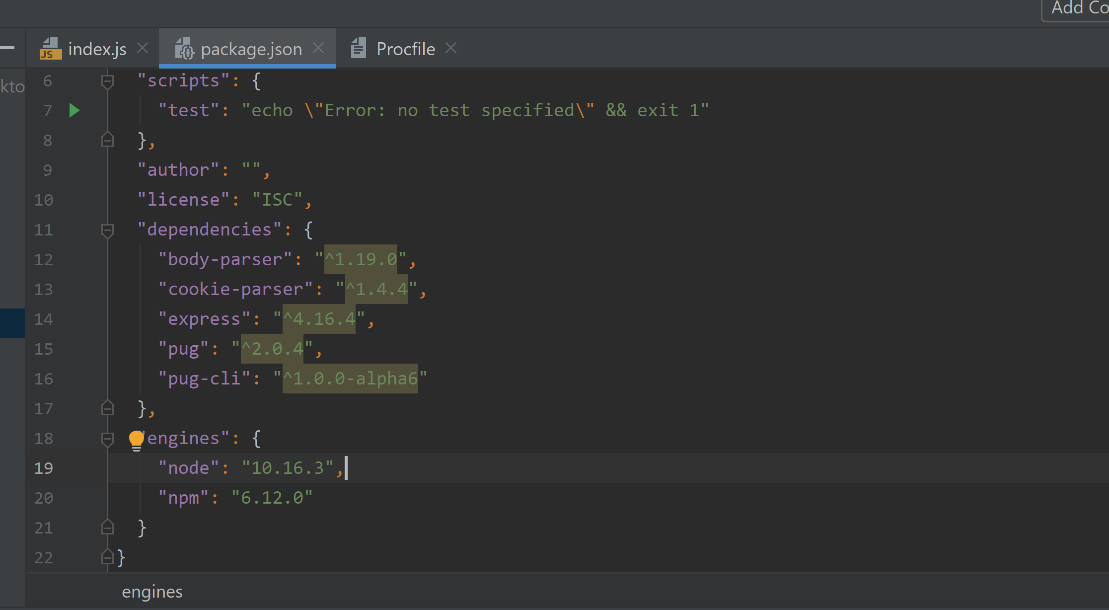 Add Co
index.js
package.json
Procfile
kto
6 "scripts": {
7 "test": "echo \"Error: no test specified\" && exit 1"
8 },
9 "author": "",
10 "license": "ISC",
11 "dependencies": {
12 "body-parser": "^1.19.0",
13 "cookie-parser": "^1.4.4",
14 "express": "^4.16.4",
15 "pug": "^2.0.4",
16 "pug-cli": "^1.0.0-alpha6"
17 },
18 engines": {
19 "node": "10.16.3",
20 "npm": "6.12.0"
21 }
22 }
engines